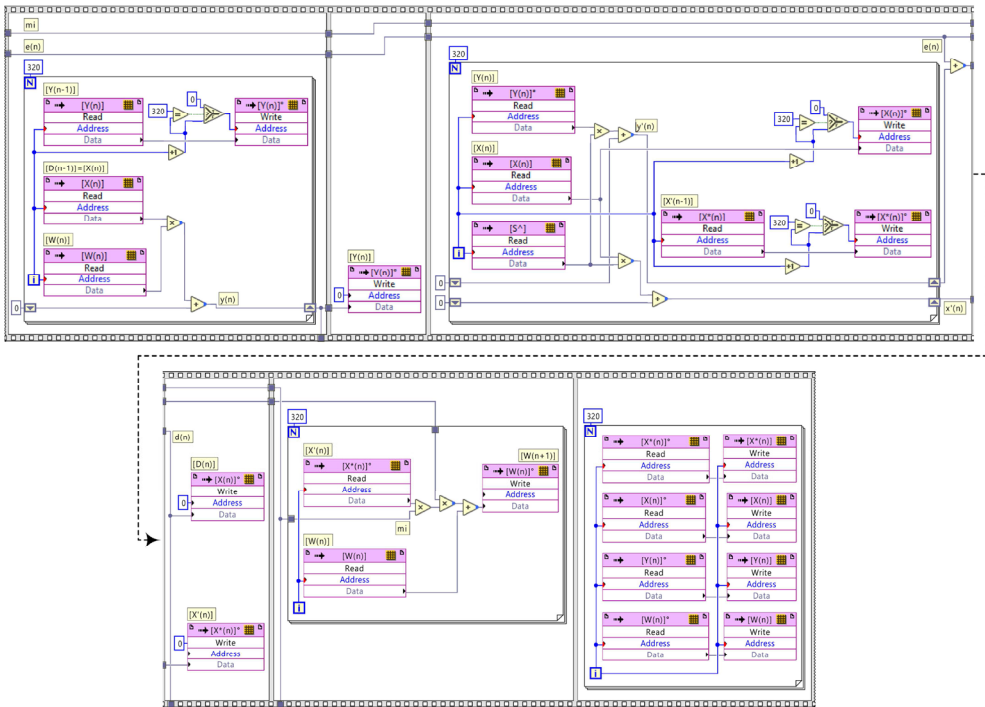 mi
e(n)
320
N
[Y(n-1)]
[Y(n)]
Read
Address
Data
320
=
0
+1
[Y(n)]*
Write
Address
Data
[D(n-1)]=[X(n)]
[X(n)]
Read
Address
Data
[W(n)]
[W(n)]
Read
Address
Data
i
0
×
+
y(n)
[Y(n)]
[Y(n)]*
Write
0
Address
Data
320
N
[Y(n)]
[Y(n)]*
Read
Address
Data
[X(n)]
[X(n)]
Read
Address
Data
[S^]
Read
Address
Data
i
0
0
×
+
y'(n)
×
+
320
=
0
+1
[X(n)]*
Write
Address
Data
[X'(n-1)]
[X*(n)]
Read
Address
Data
320
=
0
+1
[X*(n)]*
Write
Address
Data
e(n)
+
x'(n)
d(n)
[D(n)]
[X(n)]*
Write
0
Address
Data
[X'(n)]
[X*(n)]*
Write
0
Address
Data
320
N
[X'(n)]
[X*(n)]*
Read
Address
Data
mi
×
×
+
[W(n)]
[W(n)]
Read
Address
Data
i
[W(n+1)]
[W(n)]*
Write
Address
Data
320
N
[X*(n)]*
Read
Address
Data
[X*(n)]
Write
Address
Data
[X(n)]*
Read
Address
Data
[X(n)]
Write
Address
Data
[Y(n)]*
Read
Address
Data
[Y(n)]
Write
Address
Data
[W(n)]*
Read
Address
Data
[W(n)]
Write
Address
Data
i